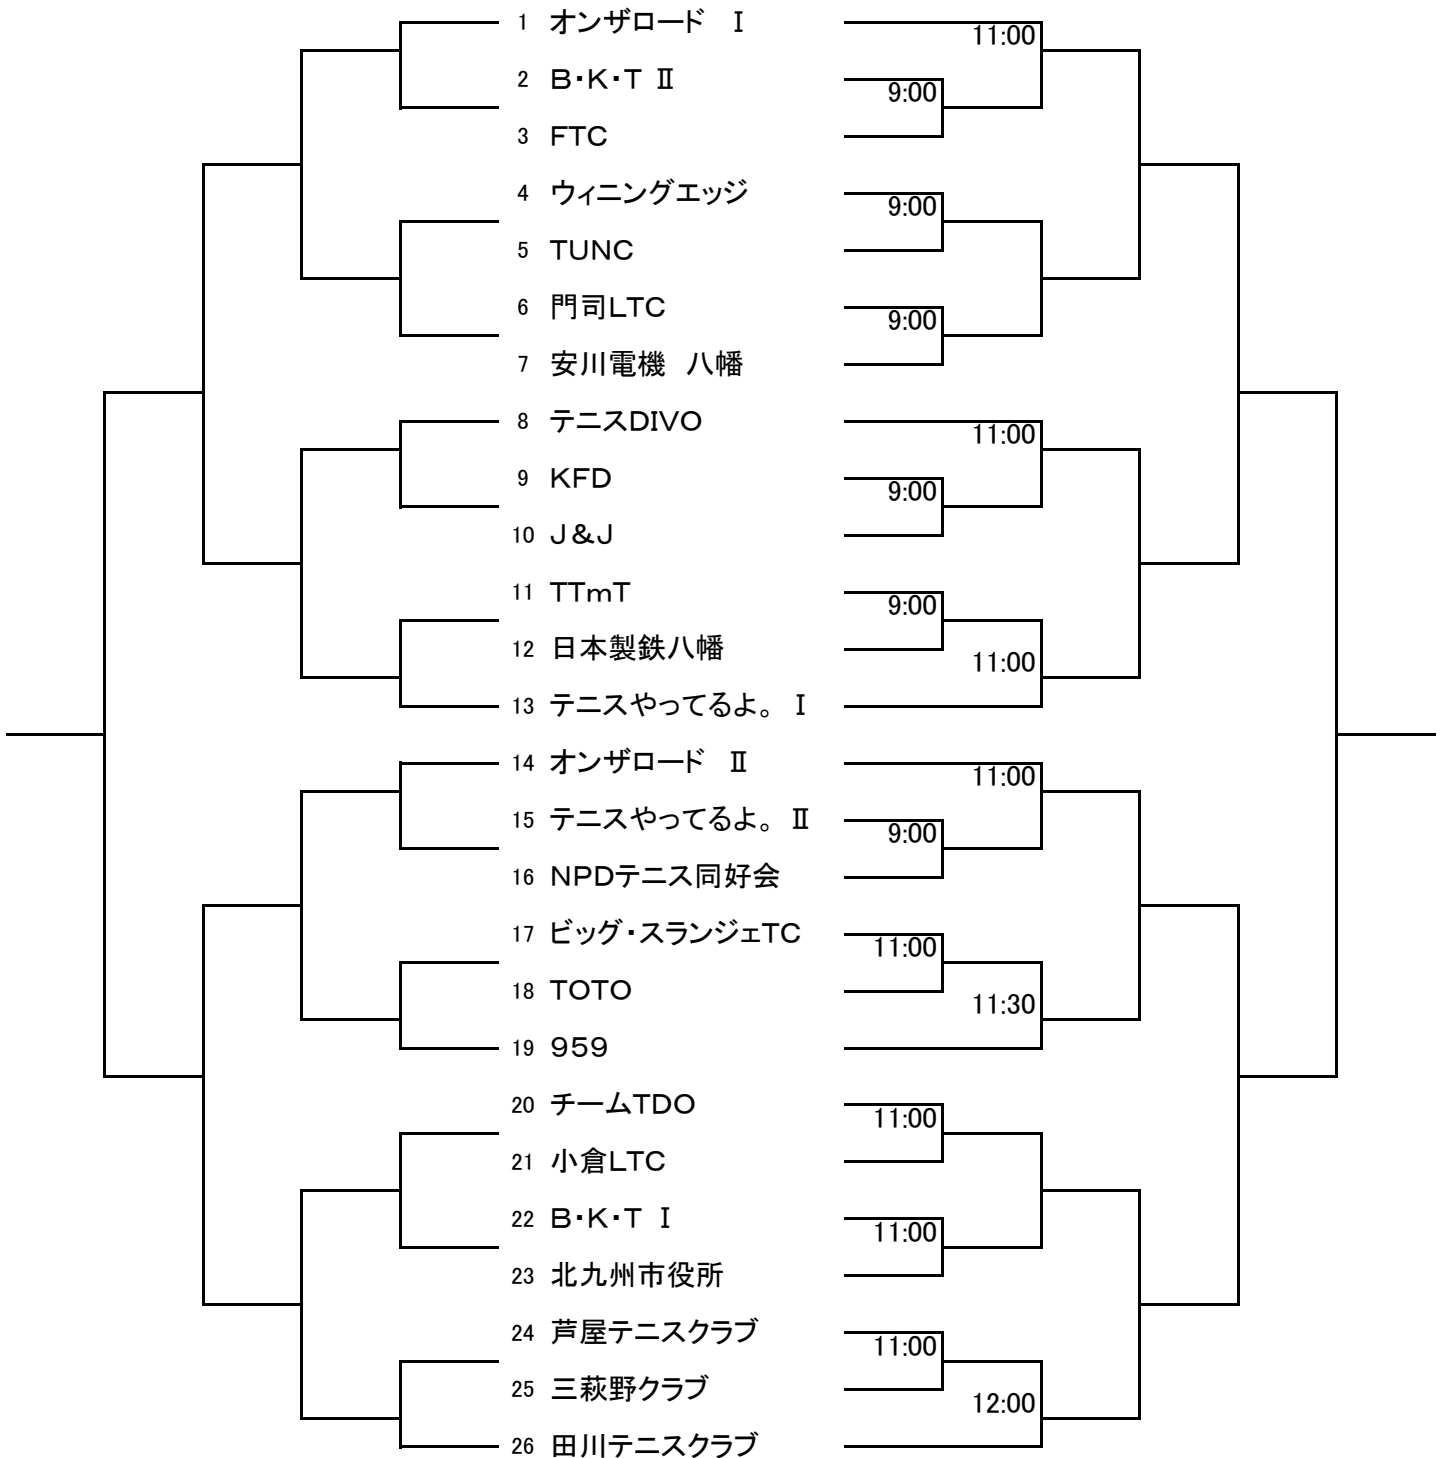 1 オンザロード　Ⅰ 11:00
2 B・K・T Ⅱ 9:00
3 FTC
4 ウィニングエッジ 9:00
5 TUNC
6 門司LTC 9:00
7 安川電機　八幡
8 テニスDIVO 11:00
9 KFD 9:00
10 J&J
11 TTmT 9:00
12 日本製鉄八幡 11:00
13 テニスやってるよ。 Ⅰ
14 オンザロード　Ⅱ 11:00
15 テニスやってるよ。 Ⅱ 9:00
16 NPDテニス同好会
17 ビッグ・スランジェTC 11:00
18 TOTO 11:30
19 959
20 チームTDO 11:00
21 小倉LTC
22 B・K・T Ⅰ 11:00
23 北九州市役所
24 芦屋テニスクラブ 11:00
25 三萩野クラブ 12:00
26 田川テニスクラブ